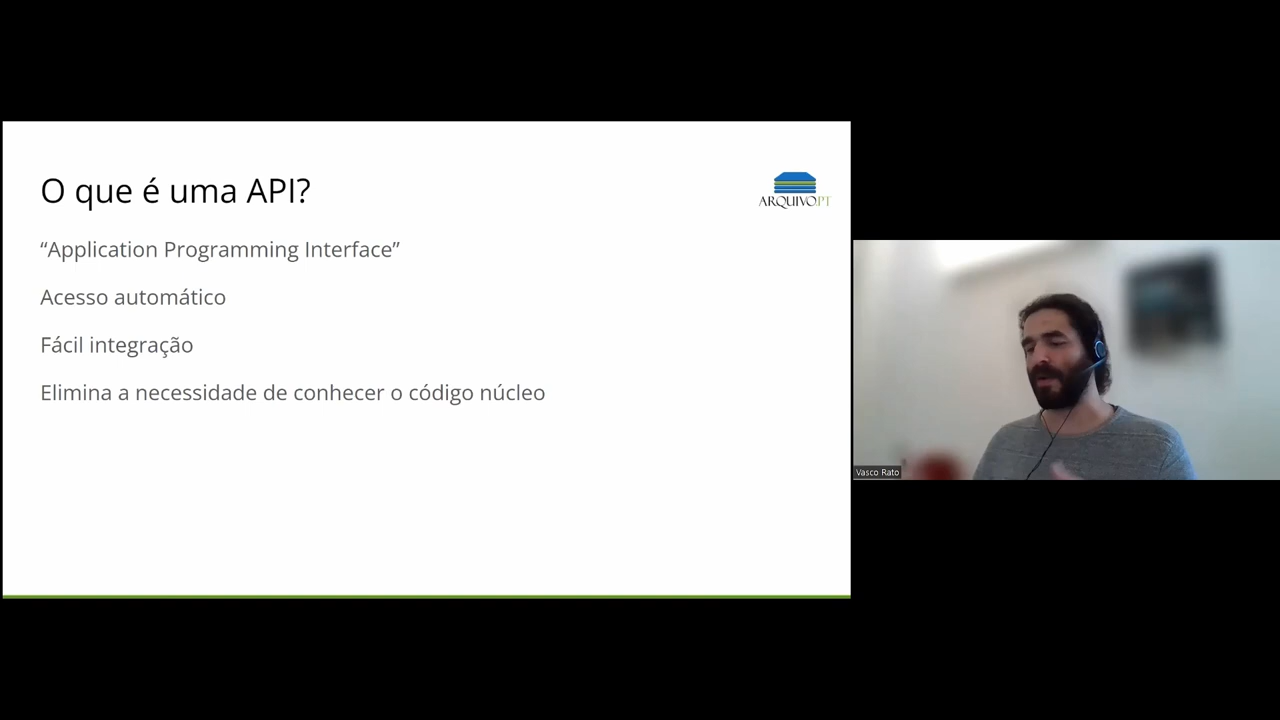 O que é uma API?
ARQUIVO.PT
“Application Programming Interface”
Acesso automático
Fácil integração
Elimina a necessidade de conhecer o código núcleo
Vasco Rato